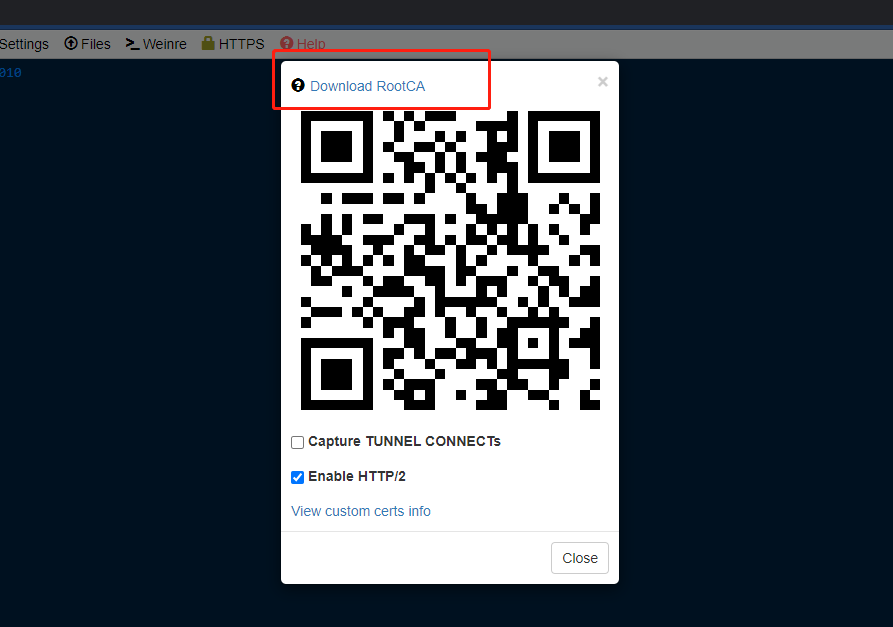 Settings Files Weinre HTTPS Help
010
Download RootCA ×
Capture TUNNEL CONNECTs
Enable HTTP/2
View custom certs info
Close